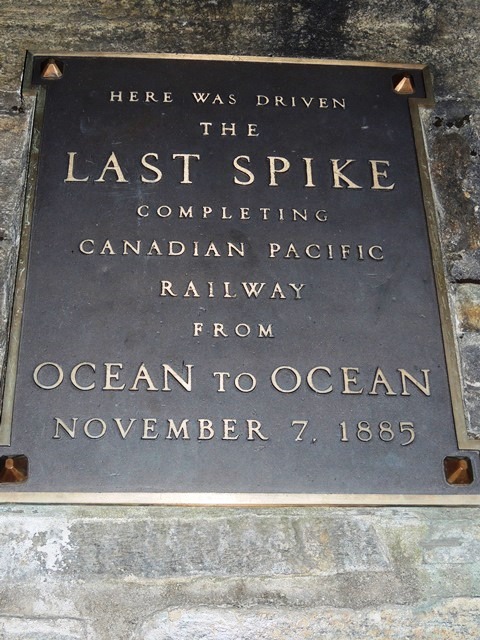 HERE WAS DRIVEN
THE
LAST SPIKE
COMPLETING
CANADIAN PACIFIC
RAILWAY
FROM
OCEAN TO OCEAN
NOVEMBER 7. 1885